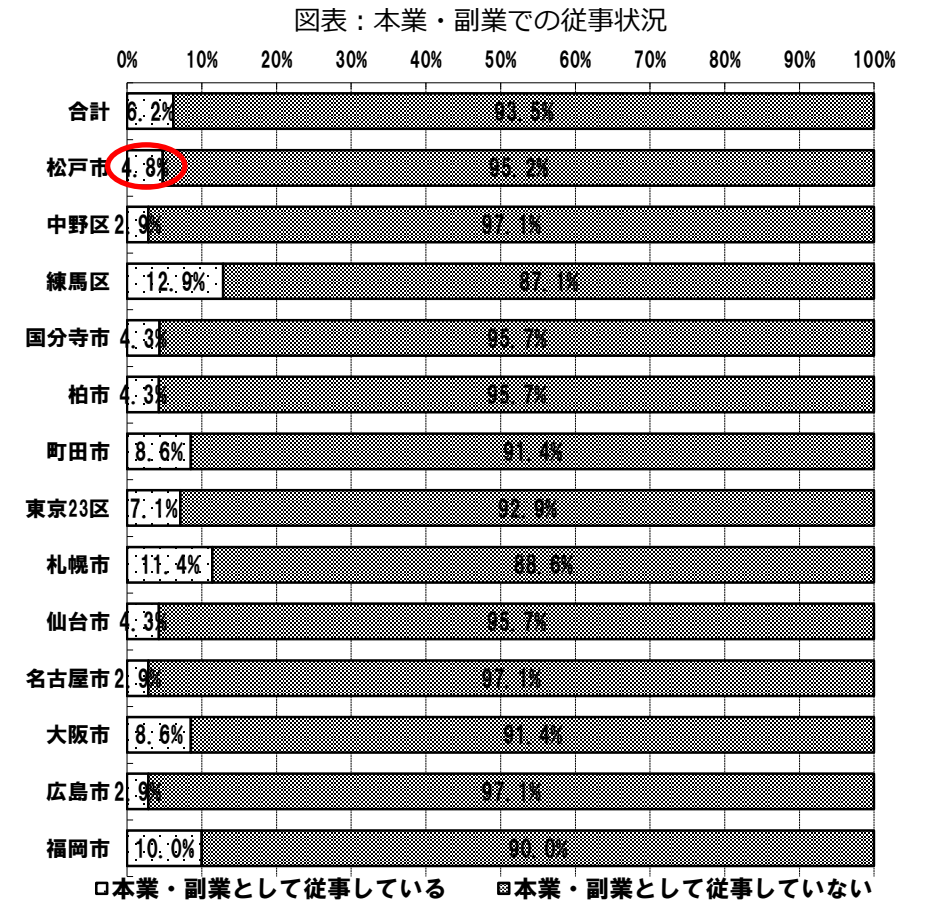 図表：本業・副業での従事状況
0% 10% 20% 30% 40% 50% 60% 70% 80% 90% 100%
合計 6.2% 93.5%
松戸市 4.8% 95.2%
中野区 2.9% 97.1%
練馬区 12.9% 87.1%
国分寺市 4.3% 95.7%
柏市 4.3% 95.7%
町田市 8.6% 91.4%
東京23区 7.1% 92.9%
札幌市 11.4% 88.6%
仙台市 4.3% 95.7%
名古屋市 2.9% 97.1%
大阪市 8.6% 91.4%
広島市 2.9% 97.1%
福岡市 10.0% 90.0%
本業・副業として従事している 本業・副業として従事していない